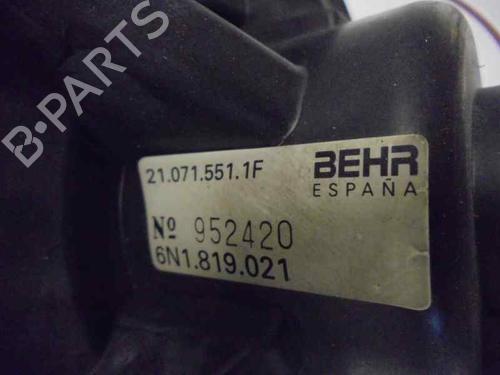 B-PARTS
21.071.551.1F
BEHR
ESPAÑA
Nº 952420
6N1.819.021